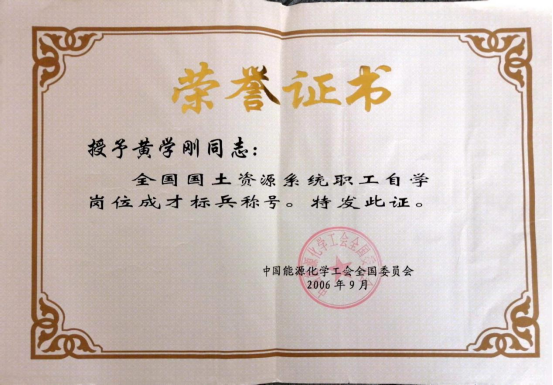 荣誉证书
授予黄学刚同志：
全国国土资源系统职工自学
岗位成才标兵称号。特发此证。
中国能源化学工会全国委员会
2006年9月